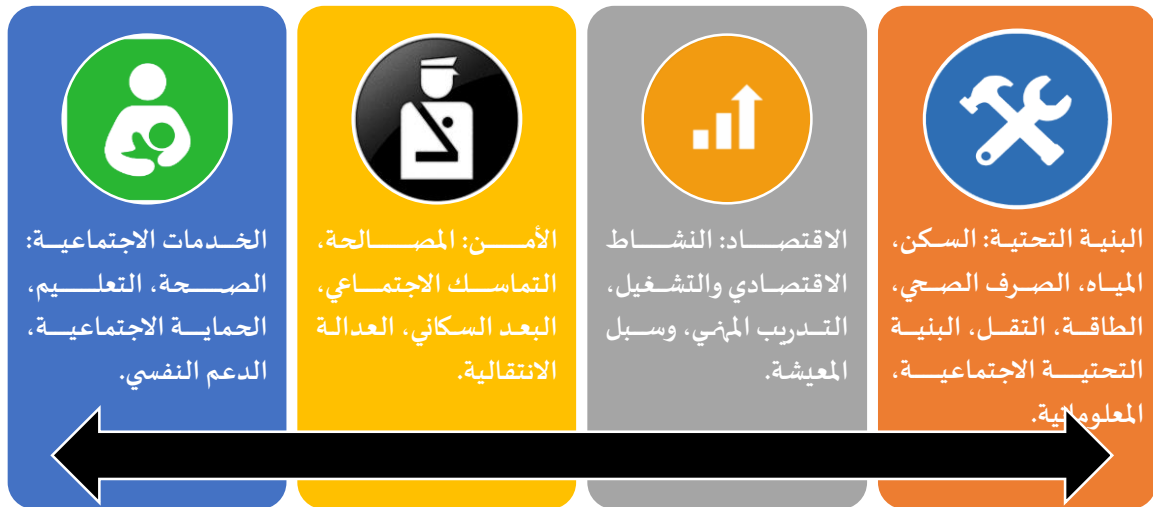 البنية التحتية: السكن،
المياه، الصرف الصحي،
الطاقة، التقل، البنية
التحتية الاجتماعية،
المعلوماتية.
الاقتصاد: النشاط
الاقتصادي والتشغيل،
التدريب المهني، وسبل
المعيشة.
الأمن: المصالحة،
التماسك الاجتماعي،
البعد السكاني، العدالة
الانتقالية.
الخدمات الاجتماعية:
الصحة، التعليم،
الحماية الاجتماعية،
الدعم النفسي.